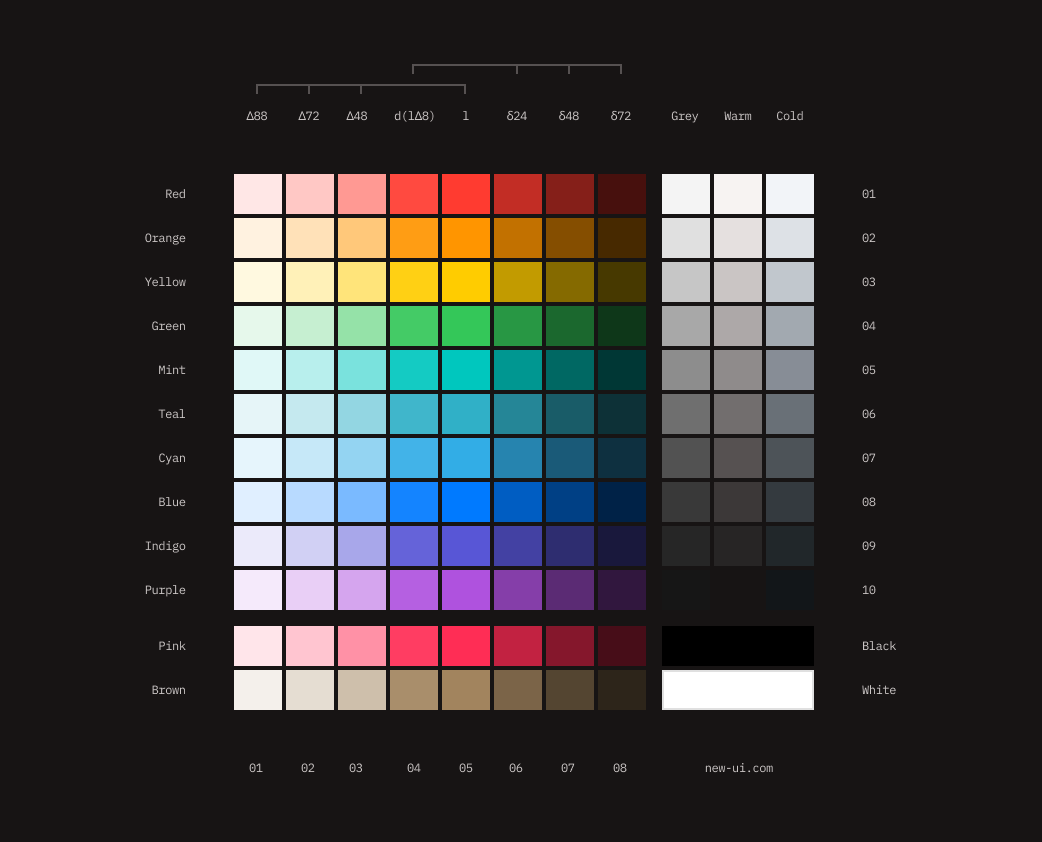 Δ88 Δ72 Δ48 d(lΔ8) l δ24 δ48 δ72 Grey Warm Cold
Red 01
Orange 02
Yellow 03
Green 04
Mint 05
Teal 06
Cyan 07
Blue 08
Indigo 09
Purple 10
Pink Black
Brown White
01 02 03 04 05 06 07 08 new-ui.com